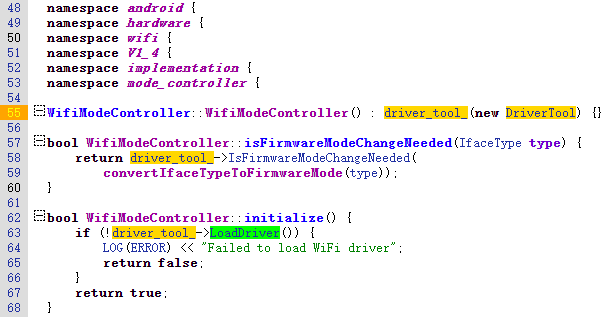 48 namespace android {
49 namespace hardware {
50 namespace wifi {
51 namespace V1_4 {
52 namespace implementation {
53 namespace mode_controller {
54
55 WifiModeController::WifiModeController() : driver_tool_(new DriverTool) {}
56
57 bool WifiModeController::isFirmwareModeChangeNeeded(IfaceType type) {
58     return driver_tool_->IsFirmwareModeChangeNeeded(
59         convertIfaceTypeToFirmwareMode(type));
60 }
61
62 bool WifiModeController::initialize() {
63     if (!driver_tool_->LoadDriver()) {
64         LOG(ERROR) << "Failed to load WiFi driver";
65         return false;
66     }
67     return true;
68 }